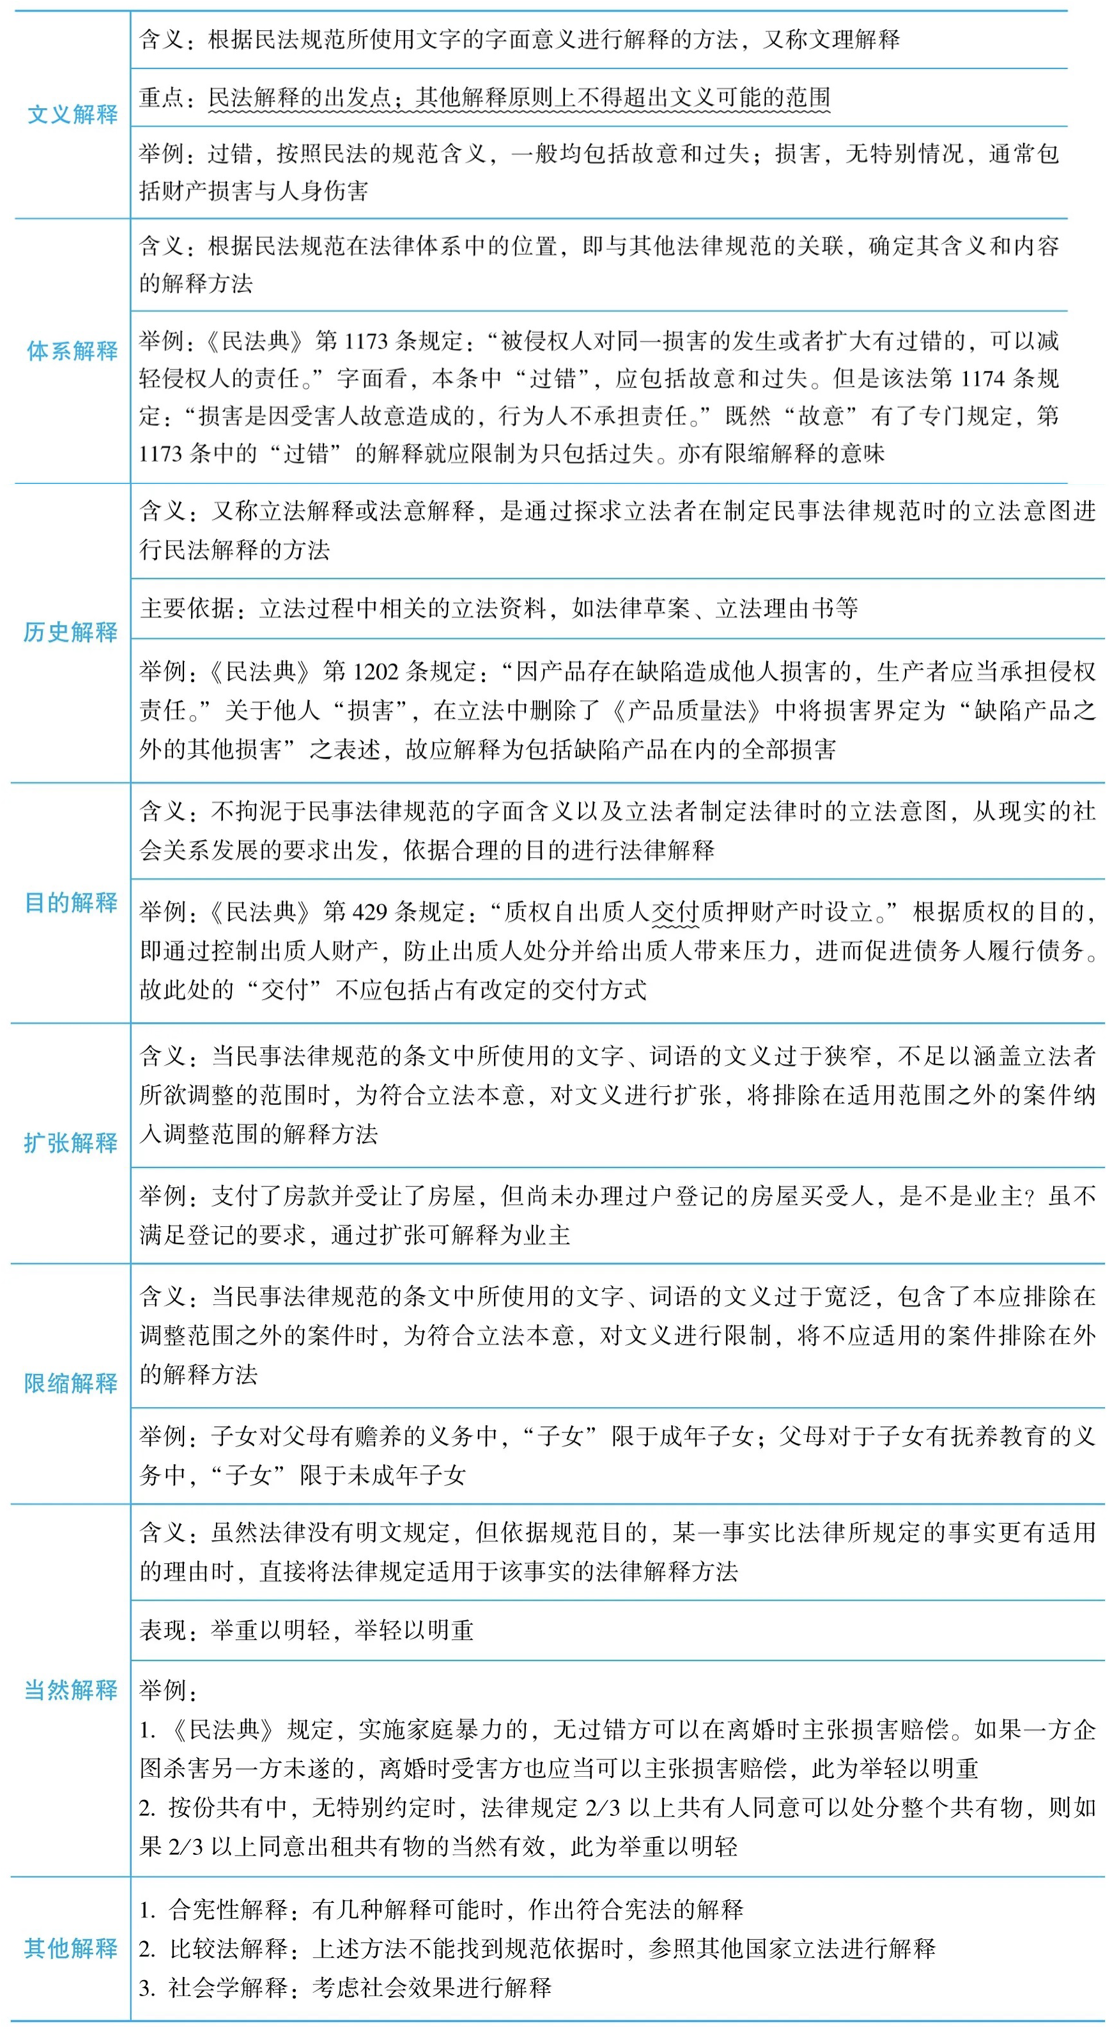 文义解释
含义：根据民法规范所使用文字的字面意义进行解释的方法，又称文理解释
重点：民法解释的出发点；其他解释原则上不得超出文义可能的范围
举例：过错，按照民法的规范含义，一般均包括故意和过失；损害，无特别情况，通常包
括财产损害与人身伤害
体系解释
含义：根据民法规范在法律体系中的位置，即与其他法律规范的关联，确定其含义和内容
的解释方法
举例：《民法典》第 1173 条规定：“被侵权人对同一损害的发生或者扩大有过错的，可以减
轻侵权人的责任。”字面看，本条中“过错”，应包括故意和过失。但是该法第 1174 条规
定：“损害是因受害人故意造成的，行为人不承担责任。”既然“故意”有了专门规定，第
1173 条中的“过错”的解释就应限制为只包括过失。亦有限缩解释的意味
历史解释
含义：又称立法解释或法意解释，是通过探求立法者在制定民事法律规范时的立法意图进
行民法解释的方法
主要依据：立法过程中相关的立法资料，如法律草案、立法理由书等
举例：《民法典》第 1202 条规定：“因产品存在缺陷造成他人损害的，生产者应当承担侵权
责任。”关于他人“损害”，在立法中删除了《产品质量法》中将损害界定为“缺陷产品之
外的其他损害”之表述，故应解释为包括缺陷产品在内的全部损害
目的解释
含义：不拘泥于民事法律规范的字面含义以及立法者制定法律时的立法意图，从现实的社
会关系发展的要求出发，依据合理的目的进行法律解释
举例：《民法典》第 429 条规定：“质权自出质人交付质押财产时设立。”根据质权的目的，
即通过控制出质人财产，防止出质人处分并给出质人带来压力，进而促进债务人履行债务。
故此处的“交付”不应包括占有改定的交付方式
扩张解释
含义：当民事法律规范的条文中所使用的文字、词语的文义过于狭窄，不足以涵盖立法者
所欲调整的范围时，为符合立法本意，对文义进行扩张，将排除在适用范围之外的案件纳
入调整范围的解释方法
举例：支付了房款并受让了房屋，但尚未办理过户登记的房屋买受人，是不是业主？虽不
满足登记的要求，通过扩张可解释为业主
限缩解释
含义：当民事法律规范的条文中所使用的文字、词语的文义过于宽泛，包含了本应排除在
调整范围之外的案件时，为符合立法本意，对文义进行限制，将不应适用的案件排除在外
的解释方法
举例：子女对父母有赡养的义务中，“子女”限于成年子女；父母对于子女有抚养教育的义
务中，“子女”限于未成年子女
当然解释
含义：虽然法律没有明文规定，但依据规范目的，某一事实比法律所规定的事实更有适用
的理由时，直接将法律规定适用于该事实的法律解释方法
表现：举重以明轻，举轻以明重
举例：
1. 《民法典》规定，实施家庭暴力的，无过错方可以在离婚时主张损害赔偿。如果一方企
图杀害另一方未遂的，离婚时受害方也应当可以主张损害赔偿，此为举轻以明重
2. 按份共有中，无特别约定时，法律规定 2/3 以上共有人同意可以处分整个共有物，则如
果 2/3 以上同意出租共有物的当然有效，此为举重以明轻
其他解释
1. 合宪性解释：有几种解释可能时，作出符合宪法的解释
2. 比较法解释：上述方法不能找到规范依据时，参照其他国家立法进行解释
3. 社会学解释：考虑社会效果进行解释